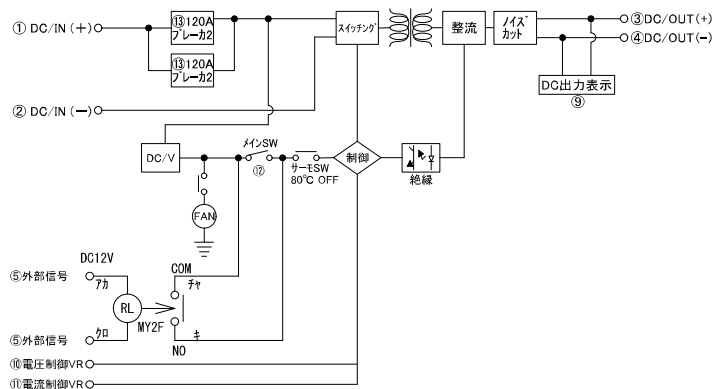 ① DC/IN (+)
⑬120A
ブレーカ2
⑬120A
ブレーカ2
スイッチング
整流
ノイズ
カット
③DC/OUT(+)
④DC/OUT(-)
DC出力表示
⑨
② DC/IN (-)
DC/V
メインSW
⑫
サーモSW
80℃ OFF
制御
絶縁
FAN
DC12V
⑤外部信号
アカ
RL
MY2F
COM
チャ
キ
NO
⑤外部信号
クロ
⑩電圧制御VR
⑪電流制御VR